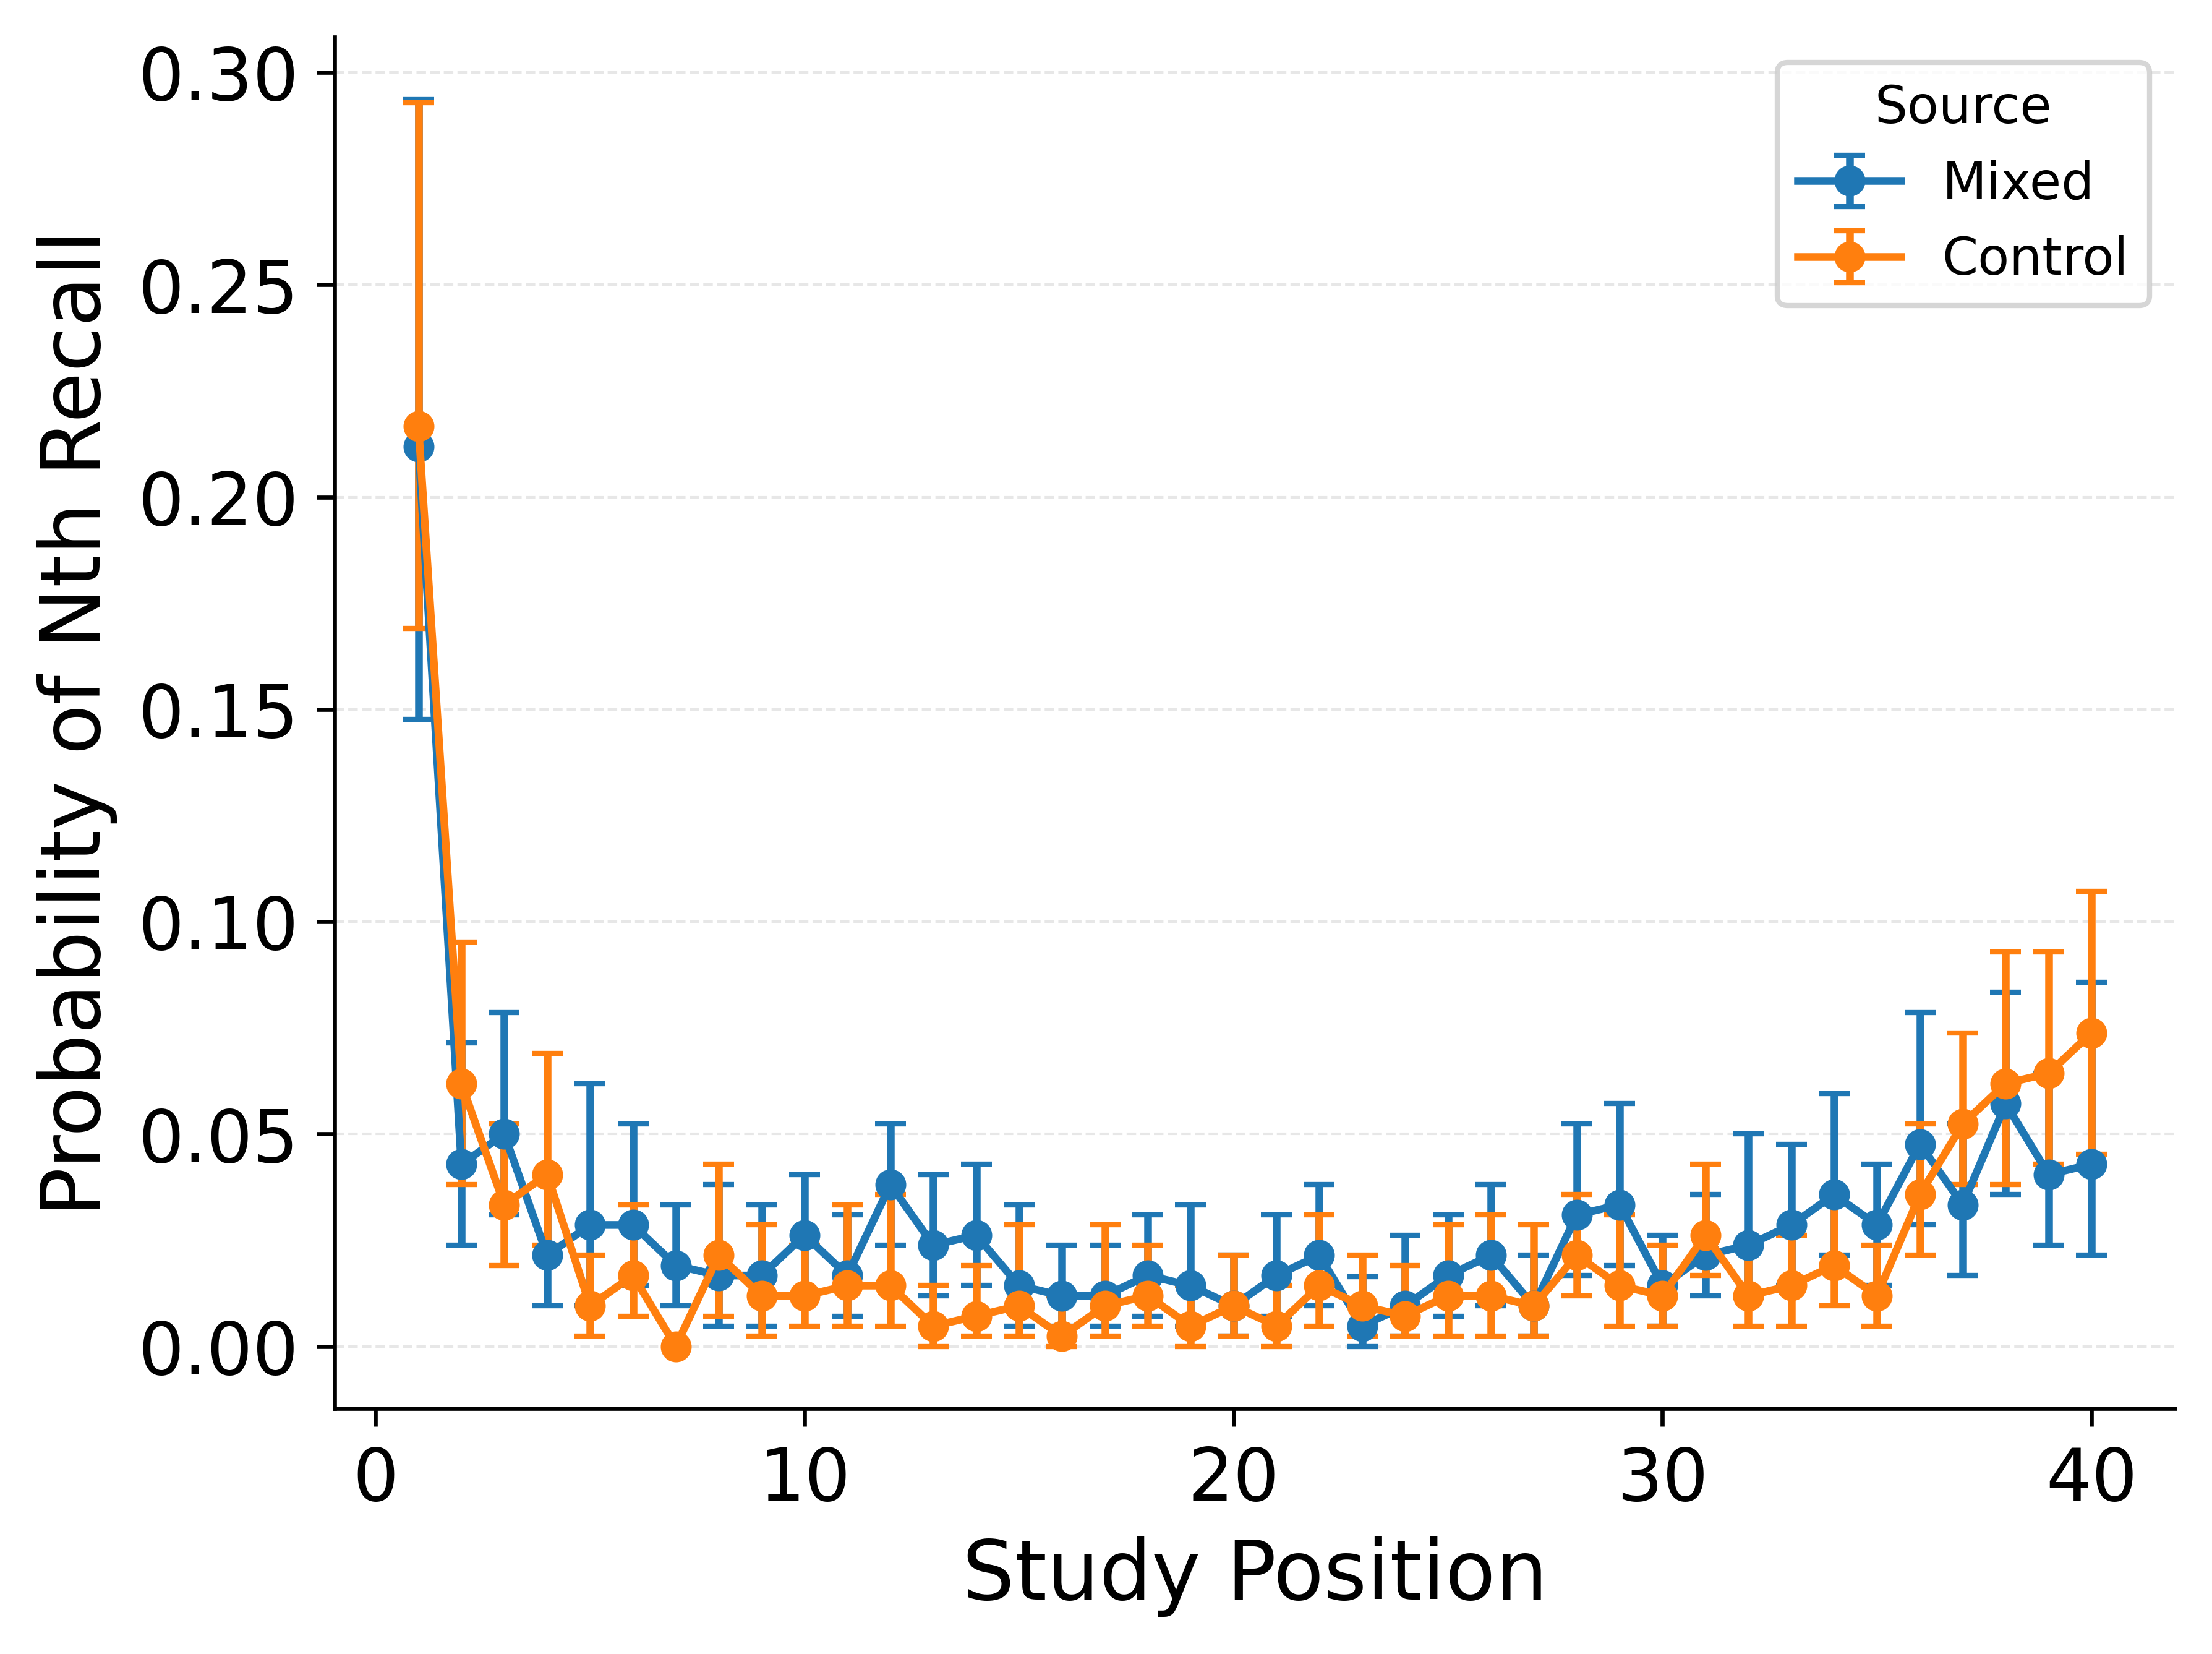 Probability of Nth Recall
0.30
0.25
0.20
0.15
0.10
0.05
0.00
0
10
20
30
40
Study Position
Source
Mixed
Control